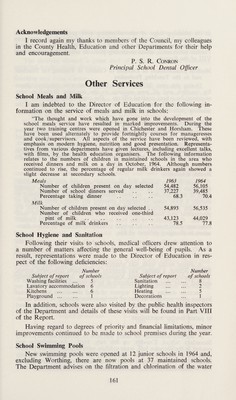 Acknowledgements
I record again my thanks to members of the Council, my colleagues
in the County Health, Education and other Departments for their help
and encouragement.
P. S. R. Conron
Principal School Dental Officer
Other Services
School Meals and Milk
I am indebted to the Director of Education for the following in-
formation on the service of meals and milk in schools:
"The thought and work which have gone into the development of the
school meals service have resulted in marked improvements. During the
year two training centres were opened in Chichester and Horsham. These
have been used alternately to provide fortnightly courses for manageresses
and cook supervisors. All aspects of the service have been reviewed, with
emphasis on modern hygiene, nutrition and good presentation. Representa-
tives from various departments have given lectures, including excellent talks,
with films, by the health education organisers. The following information
relates to the numbers of children in maintained schools in the area who
received dinners and milk on a day in October, 1964. Although numbers
continued to rise, the percentage of regular milk drinkers again showed a
slight decrease at secondary schools.
Meals 1963 1964
Number of children present on day selected 54,482 56,105
Number of school dinners served 37,227 39,485
Percentage taking dinner 68.3 70.4
Milk
Number of children present on day selected 54,895 56,535
Number of children who received one-third
pint of milk 43,123 44,029
Percentage of milk drinkers 78.5 77.8
School Hygiene and Sanitation
Following their visits to schools, medical officers drew attention to
a number of matters affecting the general well-being of pupils. As a
result, representations were made to the Director of Education in res-
pect of the following deficiencies:
Number Number
Subject of report of schools Subject of report of schools
Washing facilities Sanitation 8
Lavatory accommodation 6 Lighting 2
Kitchens 6 Heating 5
Playground Decorations
In addition, schools were also visited by the public health inspectors
of the Department and details of these visits will be found in Part VIII
of the Report.
Having regard to degrees of priority and financial limitations, minor
improvements continued to be made to school premises during the year.
School Swimming Pools
New swimming pools were opened at 12 junior schools in 1964 and,
excluding Worthing, there are now pools at 37 maintained schools.
The Department advises on the filtration and chlorination of the water
161